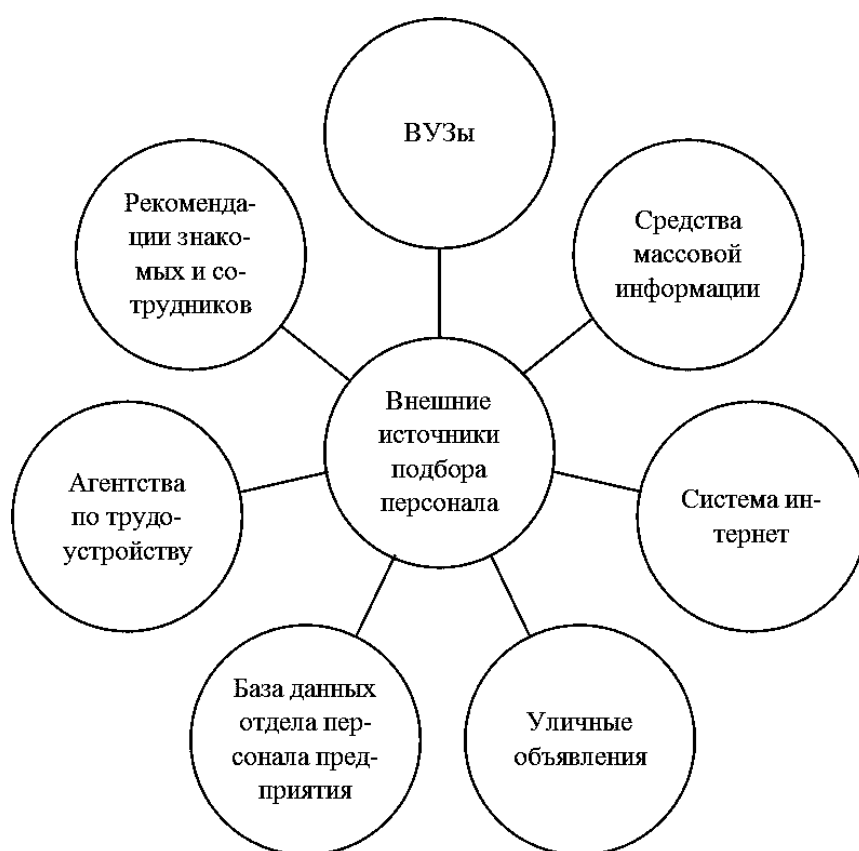 ВУЗы
Средства
массовой
информации
Система ин-
тернет
Уличные
объявления
База данных
отдела пер-
сонала пред-
приятия
Агентства
по трудо-
устройству
Рекоменда-
ции знако-
мых и со-
трудников
Внешние
источники
подбора
персонала